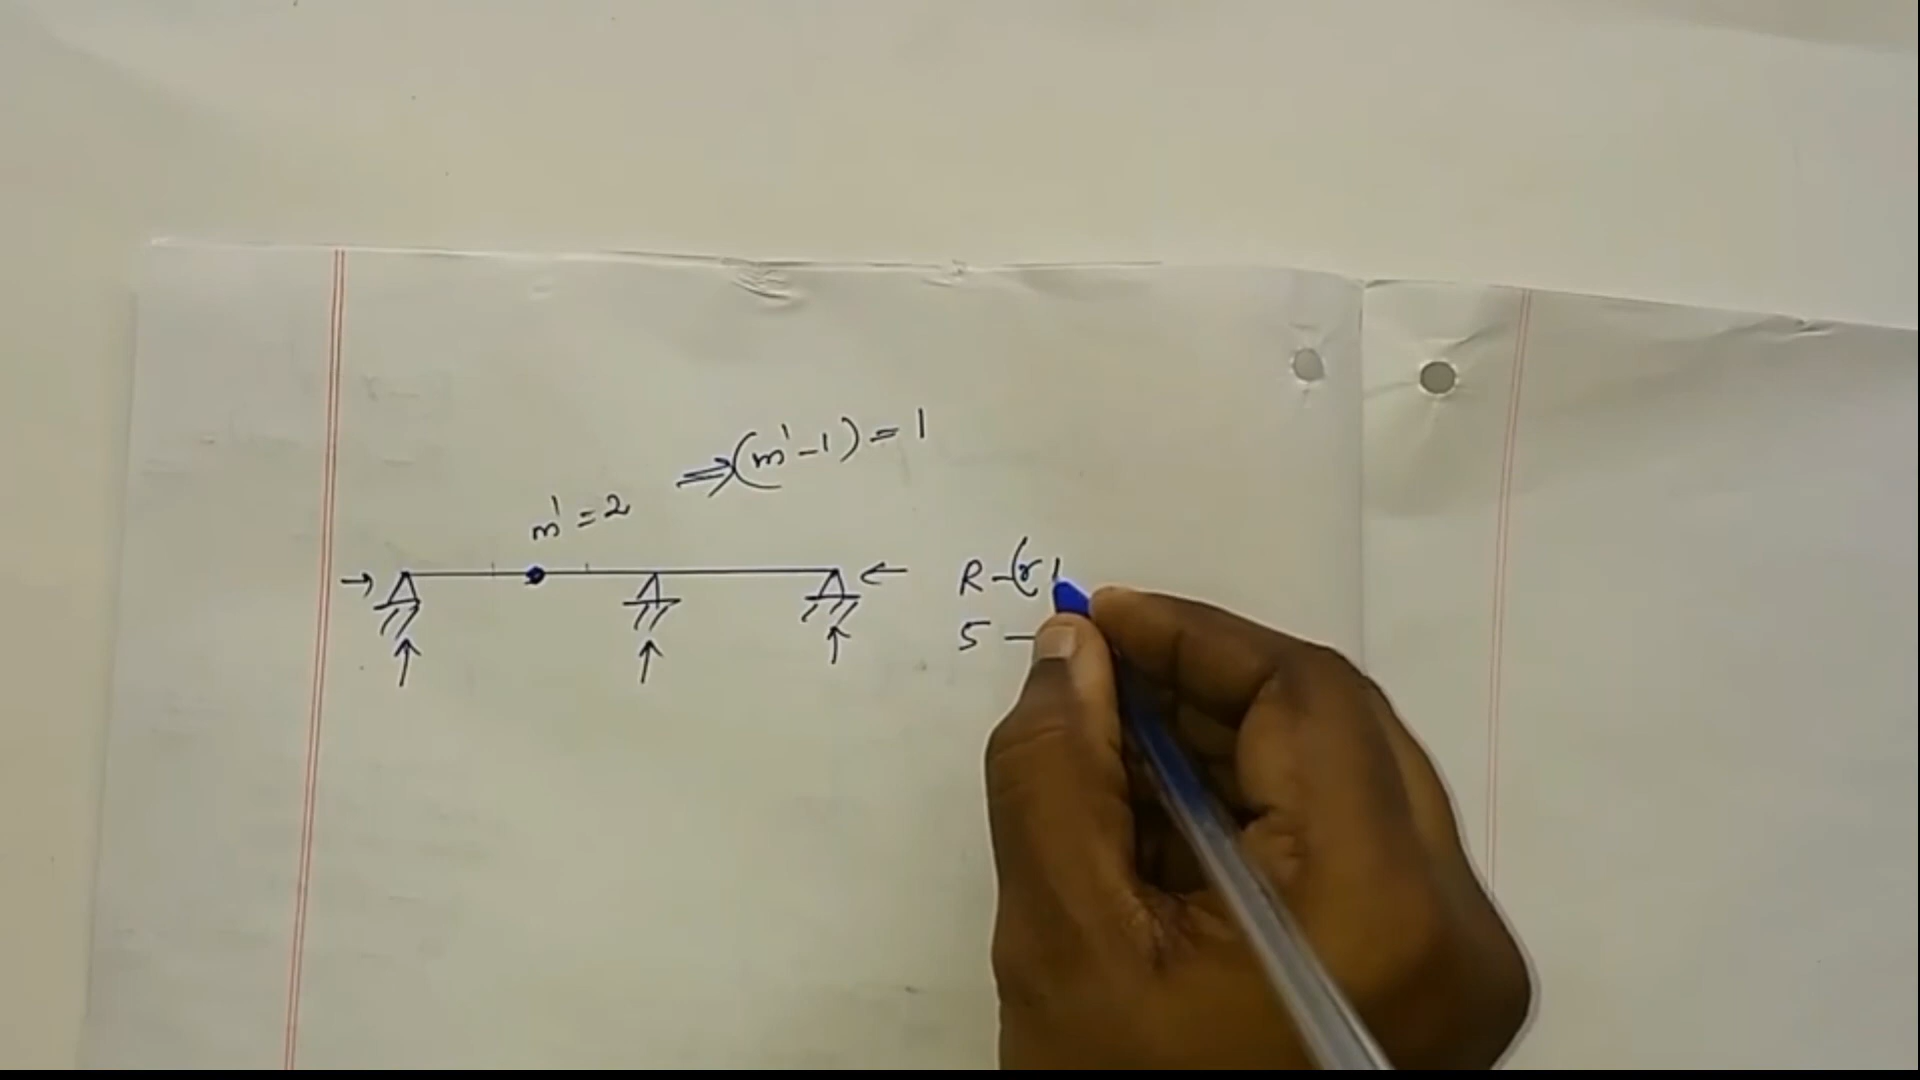 ⇒(m'-1) = 1
m' = 2
R-(r
5 -